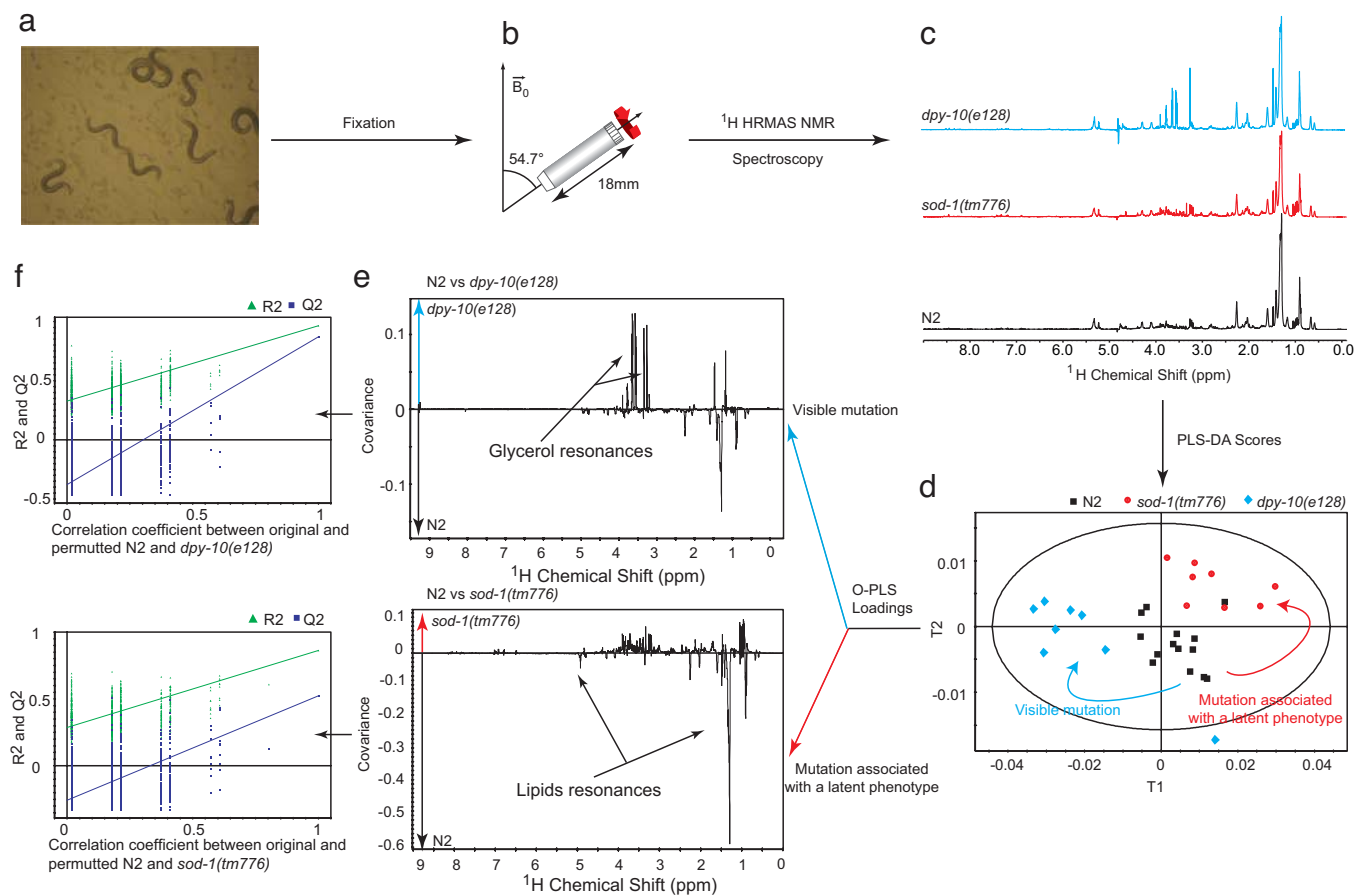 a
b
c
Fixation
B0
54.7°
18mm
1H HRMAS NMR
Spectroscopy
dpy-10(e128)
sod-1(tm776)
N2
8.0 7.0 6.0 5.0 4.0 3.0 2.0 1.0 0.0
1H Chemical Shift (ppm)
PLS-DA Scores
d
N2 sod-1(tm776) dpy-10(e128)
T2
0.01
0
-0.01
-0.04 -0.02 0 0.02 0.04
T1
Visible mutation
Mutation associated
with a latent phenotype
O-PLS
Loadings
Visible mutation
Mutation associated
with a latent phenotype
e
N2 vs dpy-10(e128)
dpy-10(e128)
Covariance
0.1
0
-0.1
Glycerol resonances
N2
9 8 7 6 5 4 3 2 1 0
1H Chemical Shift (ppm)
N2 vs sod-1(tm776)
sod-1(tm776)
Covariance
0.1
0
-0.1
-0.2
-0.3
-0.4
-0.5
-0.6
Lipids resonances
N2
9 8 7 6 5 4 3 2 1 0
1H Chemical Shift (ppm)
f
R2 Q2
R2 and Q2
1
0.5
0
-0.5
0 0.5 1
Correlation coefficient between original and
permutted N2 and dpy-10(e128)
R2 Q2
R2 and Q2
1
0.5
0
0 0.5 1
Correlation coefficient between original and
permutted N2 and sod-1(tm776)